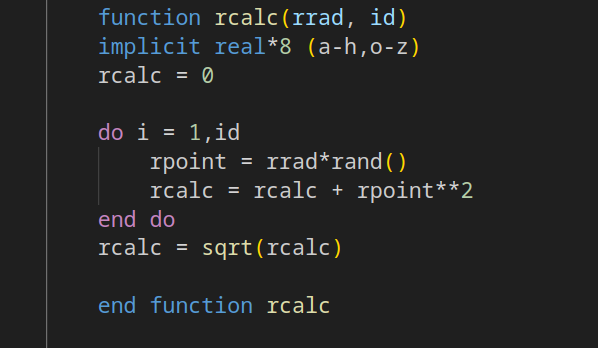 function rcalc(rrad, id)
implicit real*8 (a-h,o-z)
rcalc = 0
do i = 1,id
rpoint = rrad*rand()
rcalc = rcalc + rpoint**2
end do
rcalc = sqrt(rcalc)
end function rcalc